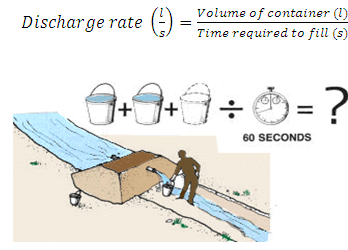 Discharge rate (l/s) = Volume of container (l) / Time required to fill (s)
+ + ÷ = ?
60 SECONDS